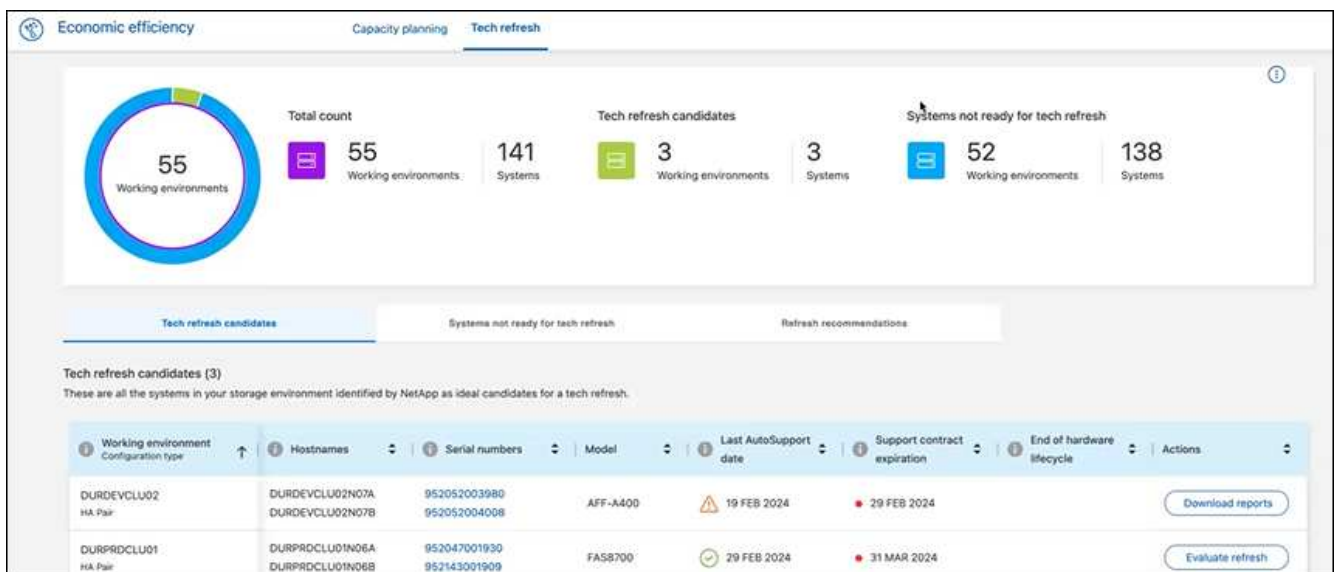 Economic efficiency
Capacity planning
Tech refresh
55
Working environments
Total count
55
Working environments
141
Systems
Tech refresh candidates
3
Working environments
3
Systems
Systems not ready for tech refresh
52
Working environments
138
Systems
Tech refresh candidates
Systems not ready for tech refresh
Refresh recommendations
Tech refresh candidates (3)
These are all the systems in your storage environment identified by NetApp as ideal candidates for a tech refresh.
Working environment
Configuration type
Hostnames
Serial numbers
Model
Last AutoSupport
date
Support contract
expiration
End of hardware
lifecycle
Actions
DURDEVCLU02
HA Pair
DURDEVCLU02N07A
DURDEVCLU02N07B
952052003980
952052004008
AFF-A400
19 FEB 2024
29 FEB 2024
Download reports
DURPRDCLU01
HA Pair
DURPRDCLU01N06A
DURPRDCLU01N06B
952047001930
952143001909
FAS8700
29 FEB 2024
31 MAR 2024
Evaluate refresh